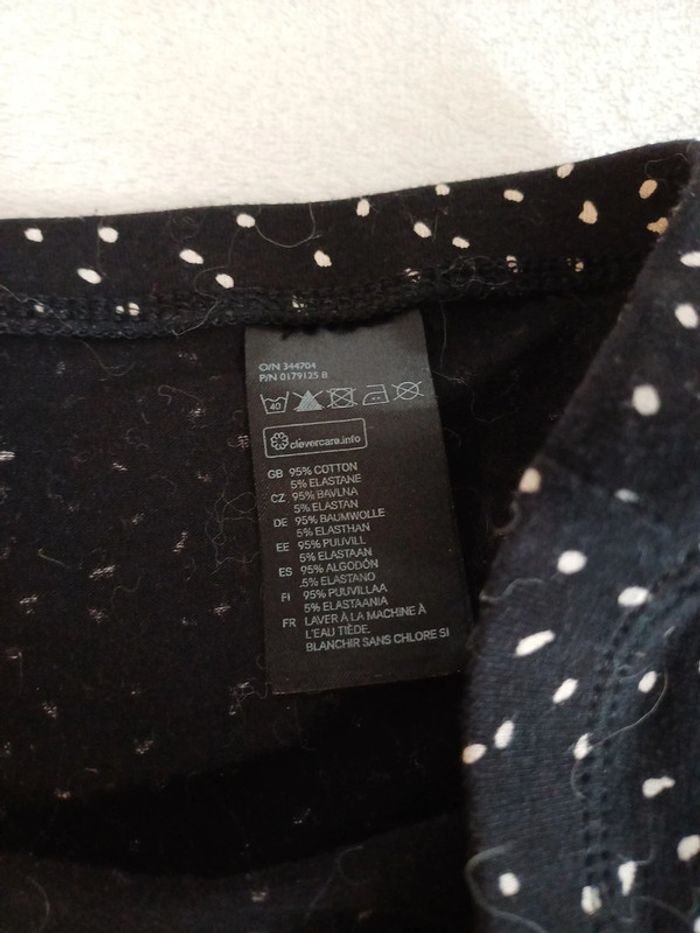 O/N 344704
P/N 0179125 B
40
clevercare.info
GB 95% COTTON
5% ELASTANE
CZ 95% BAVLNA
5% ELASTAN
DE 95% BAUMWOLLE
5% ELASTHAN
EE 95% PUUVILL
5% ELASTAAN
ES 95% ALGODÓN
5% ELASTANO
FI 95% PUUVILLAA
5% ELASTAANIA
FR LAVER À LA MACHINE À
L'EAU TIÈDE.
BLANCHIR SANS CHLORE SI